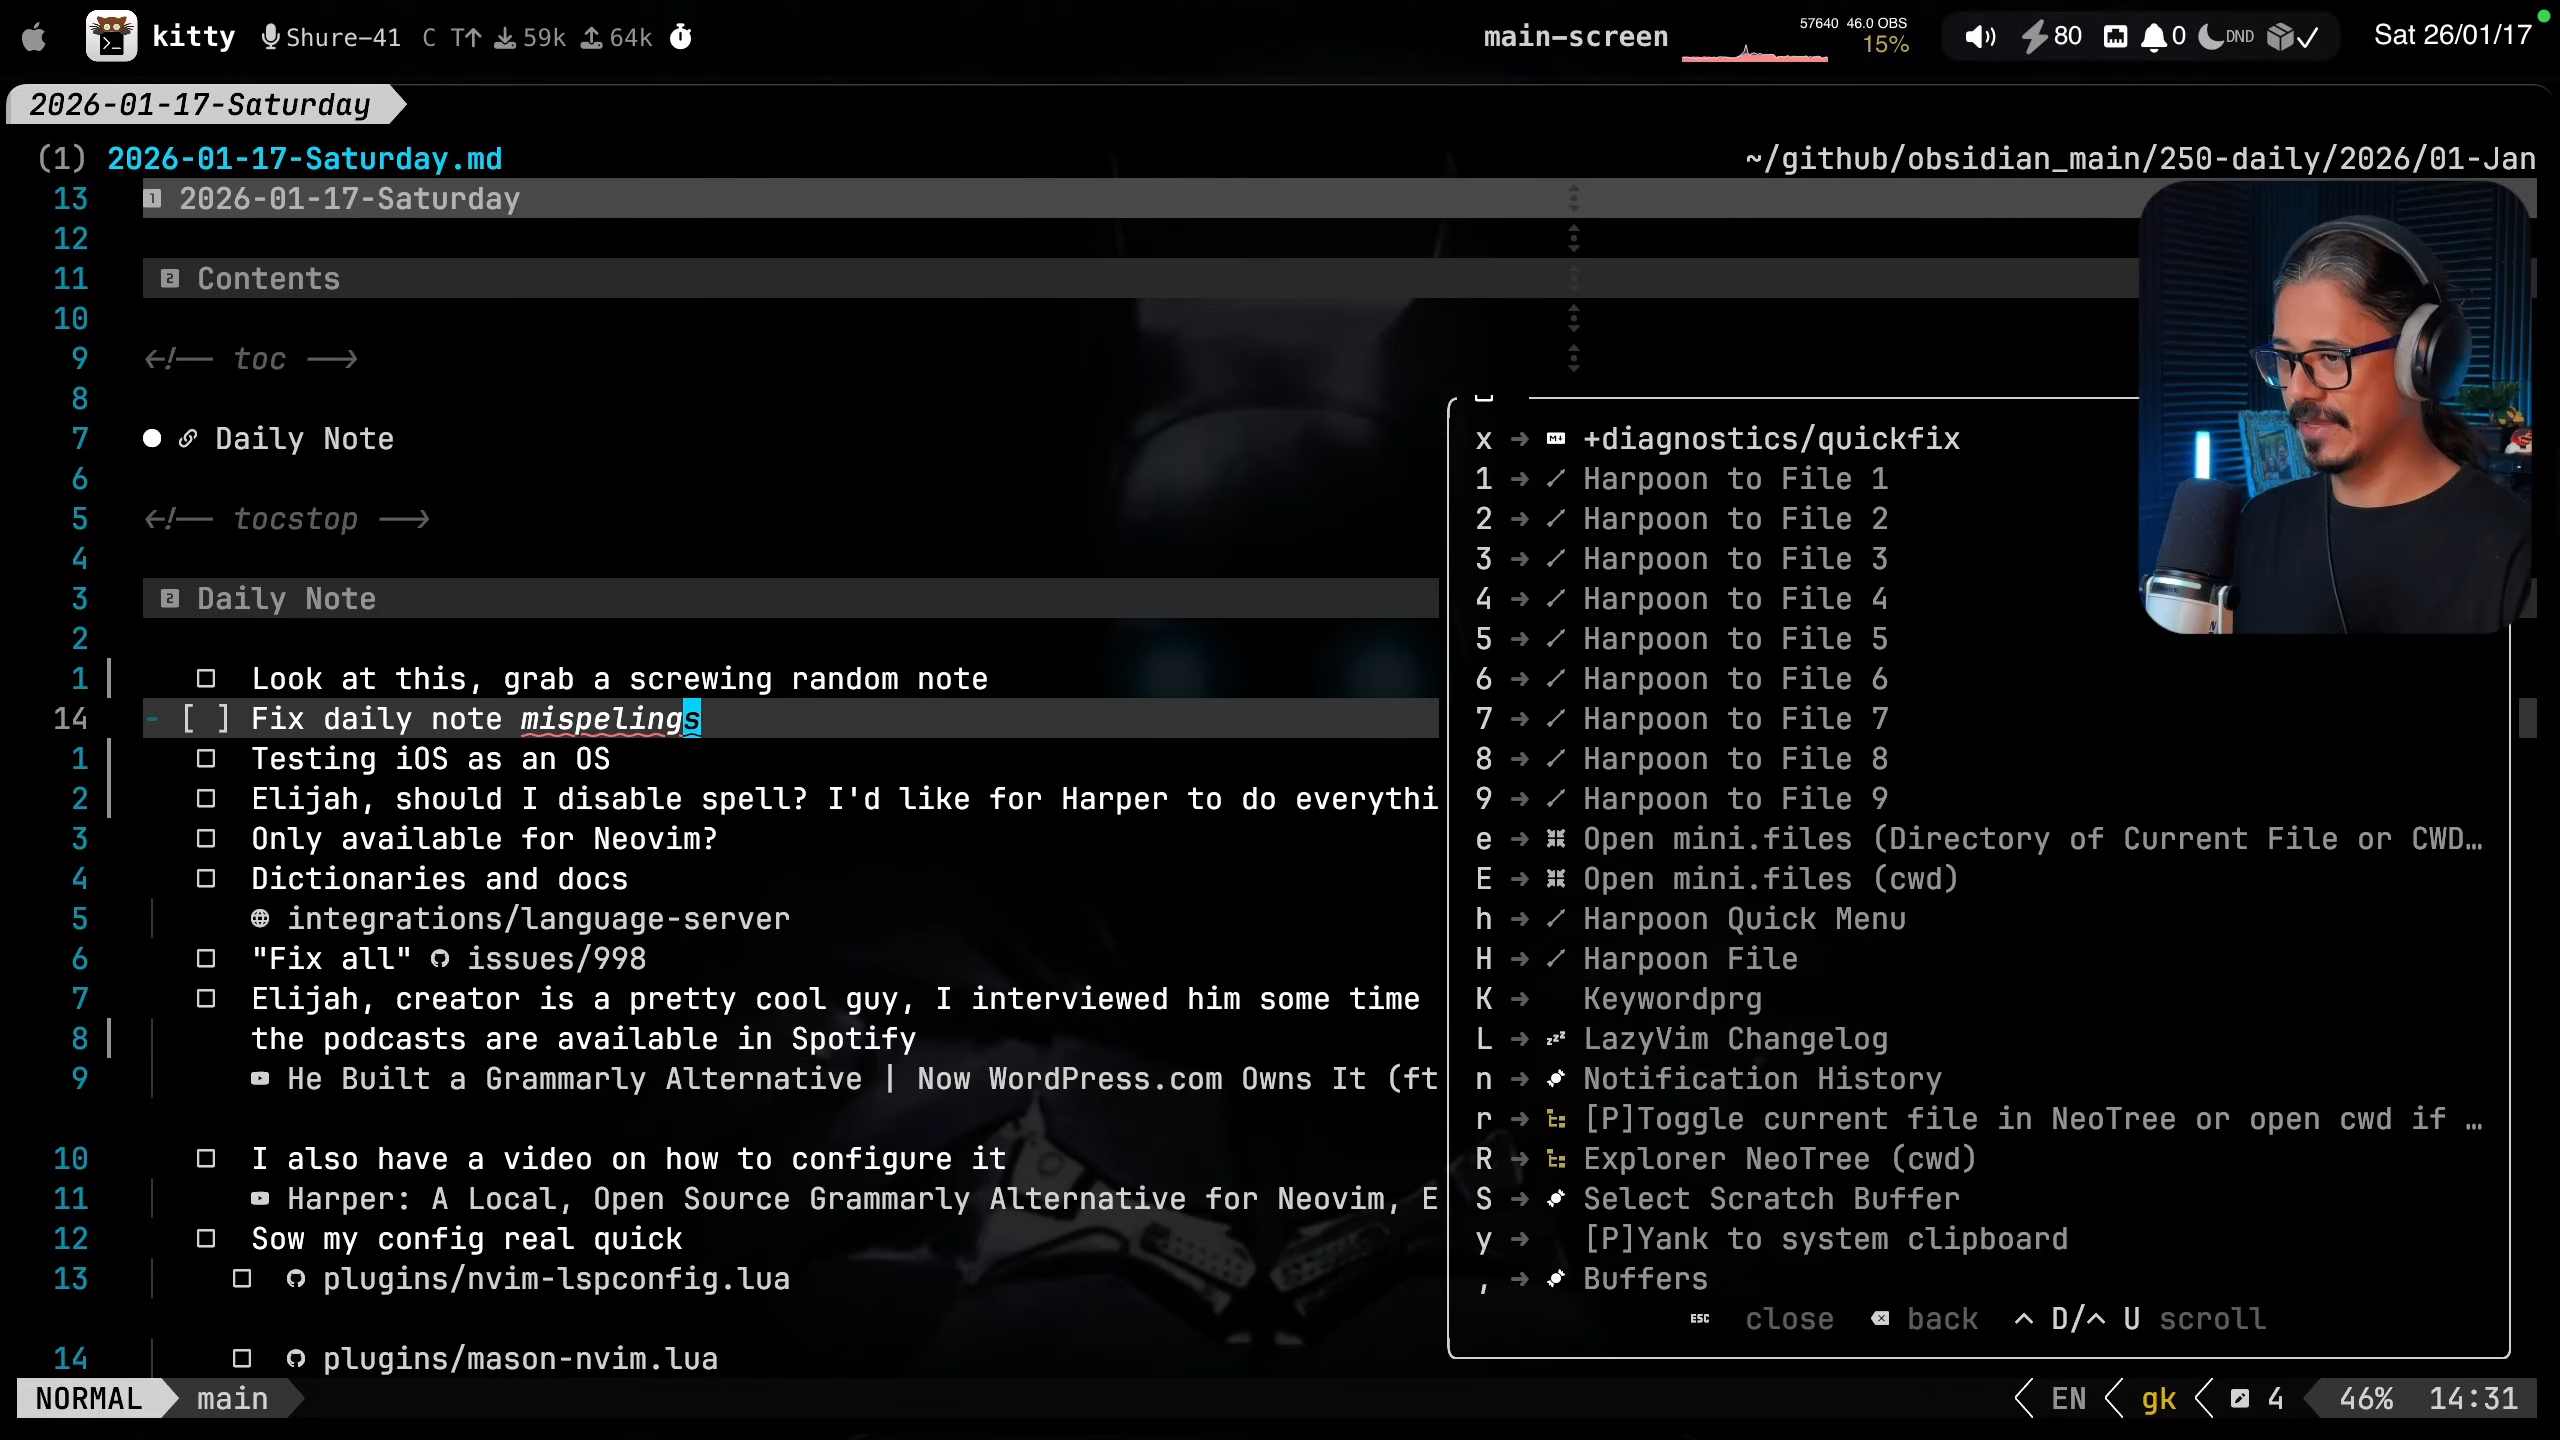 kitty Shure-41 C T↑ 59k 64k
main-screen 57640 46.0 OBS 15% 80 0 DND Sat 26/01/17
2026-01-17-Saturday
(1) 2026-01-17-Saturday.md ~/github/obsidian_main/250-daily/2026/01-Jan
13 1 2026-01-17-Saturday
12
11 2 Contents
10
9 <!-- toc -->
8
7 Daily Note
6
5 <!-- tocstop -->
4
3 2 Daily Note
2
1 □ Look at this, grab a screwing random note
14 - [ ] Fix daily note mispelings
1 □ Testing iOS as an OS
2 □ Elijah, should I disable spell? I'd like for Harper to do everythi
3 □ Only available for Neovim?
4 □ Dictionaries and docs
5 integrations/language-server
6 □ "Fix all" issues/998
7 □ Elijah, creator is a pretty cool guy, I interviewed him some time
8 the podcasts are available in Spotify
9 He Built a Grammarly Alternative | Now WordPress.com Owns It (ft
10 □ I also have a video on how to configure it
11 Harper: A Local, Open Source Grammarly Alternative for Neovim, E
12 □ Sow my config real quick
13 □ plugins/nvim-lspconfig.lua
14 □ plugins/mason-nvim.lua
x → +diagnostics/quickfix
1 → Harpoon to File 1
2 → Harpoon to File 2
3 → Harpoon to File 3
4 → Harpoon to File 4
5 → Harpoon to File 5
6 → Harpoon to File 6
7 → Harpoon to File 7
8 → Harpoon to File 8
9 → Harpoon to File 9
e → Open mini.files (Directory of Current File or CWD…
E → Open mini.files (cwd)
h → Harpoon Quick Menu
H → Harpoon File
K → Keywordprg
L → LazyVim Changelog
n → Notification History
r → [P]Toggle current file in NeoTree or open cwd if …
R → Explorer NeoTree (cwd)
S → Select Scratch Buffer
y → [P]Yank to system clipboard
, → Buffers
ESC close back ^ D/^ U scroll
NORMAL main EN gk 4 46% 14:31